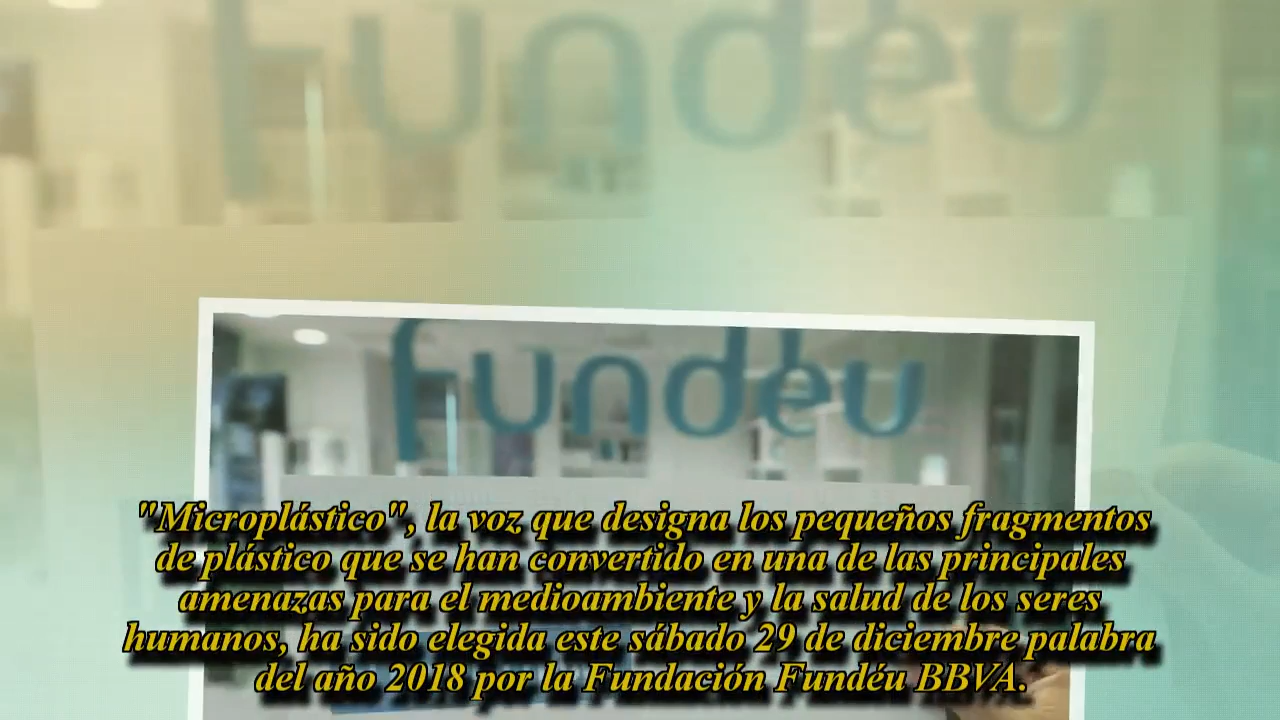 fundéu
fundéu
"Microplástico", la voz que designa los pequeños fragmentos
de plástico que se han convertido en una de las principales
amenazas para el medioambiente y la salud de los seres
humanos, ha sido elegida este sábado 29 de diciembre palabra
del año 2018 por la Fundación Fundéu BBVA.